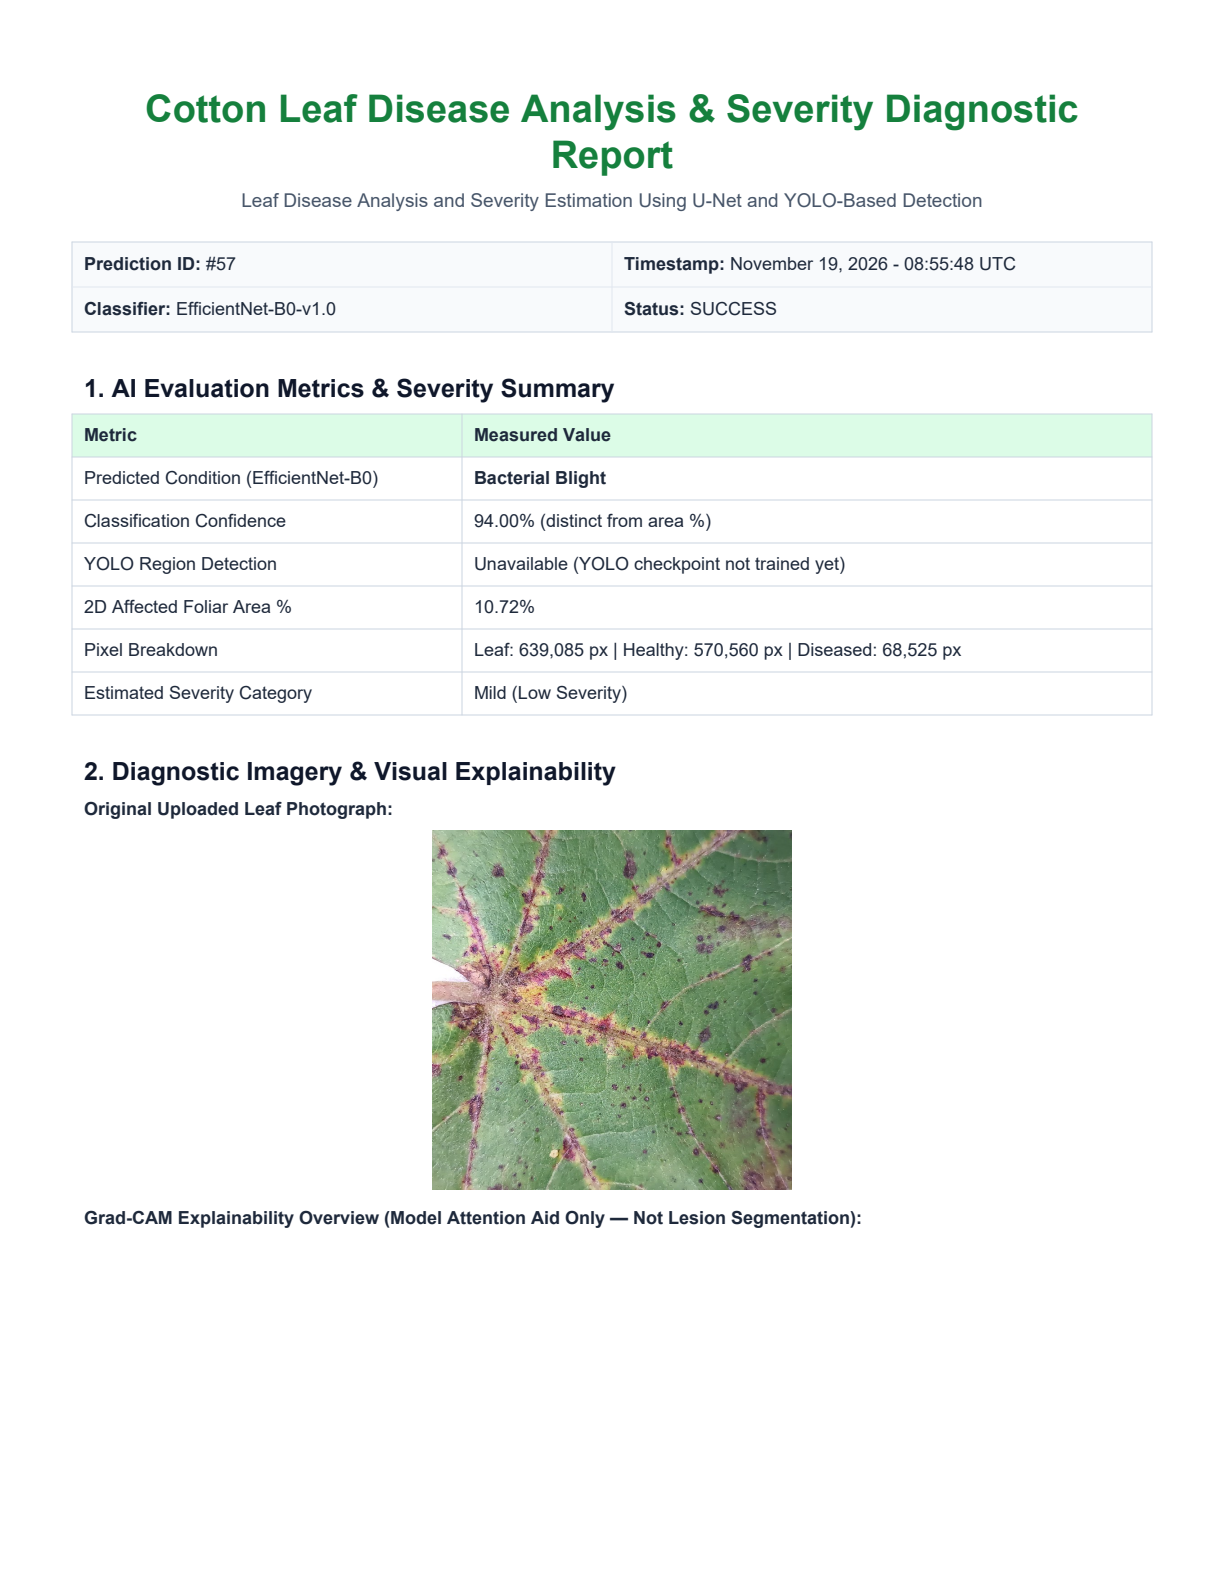 Cotton Leaf Disease Analysis & Severity Diagnostic
Report
Leaf Disease Analysis and Severity Estimation Using U-Net and YOLO-Based Detection
Prediction ID: #57
Timestamp: November 19, 2026 - 08:55:48 UTC
Classifier: EfficientNet-B0-v1.0
Status: SUCCESS
1. AI Evaluation Metrics & Severity Summary
Metric
Measured Value
Predicted Condition (EfficientNet-B0)
Bacterial Blight
Classification Confidence
94.00% (distinct from area %)
YOLO Region Detection
Unavailable (YOLO checkpoint not trained yet)
2D Affected Foliar Area %
10.72%
Pixel Breakdown
Leaf: 639,085 px | Healthy: 570,560 px | Diseased: 68,525 px
Estimated Severity Category
Mild (Low Severity)
2. Diagnostic Imagery & Visual Explainability
Original Uploaded Leaf Photograph:
Grad-CAM Explainability Overview (Model Attention Aid Only — Not Lesion Segmentation):